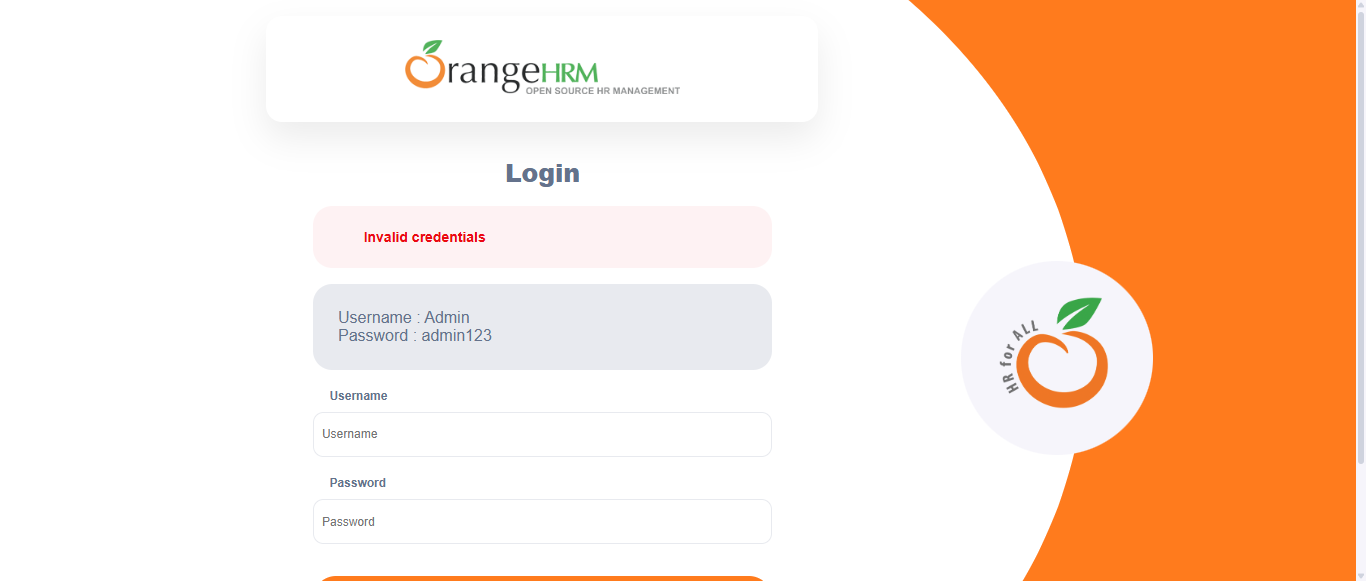 OrangeHRM
OPEN SOURCE HR MANAGEMENT
Login
Invalid credentials
Username : Admin
Password : admin123
Username
Username
Password
Password
HR for ALL